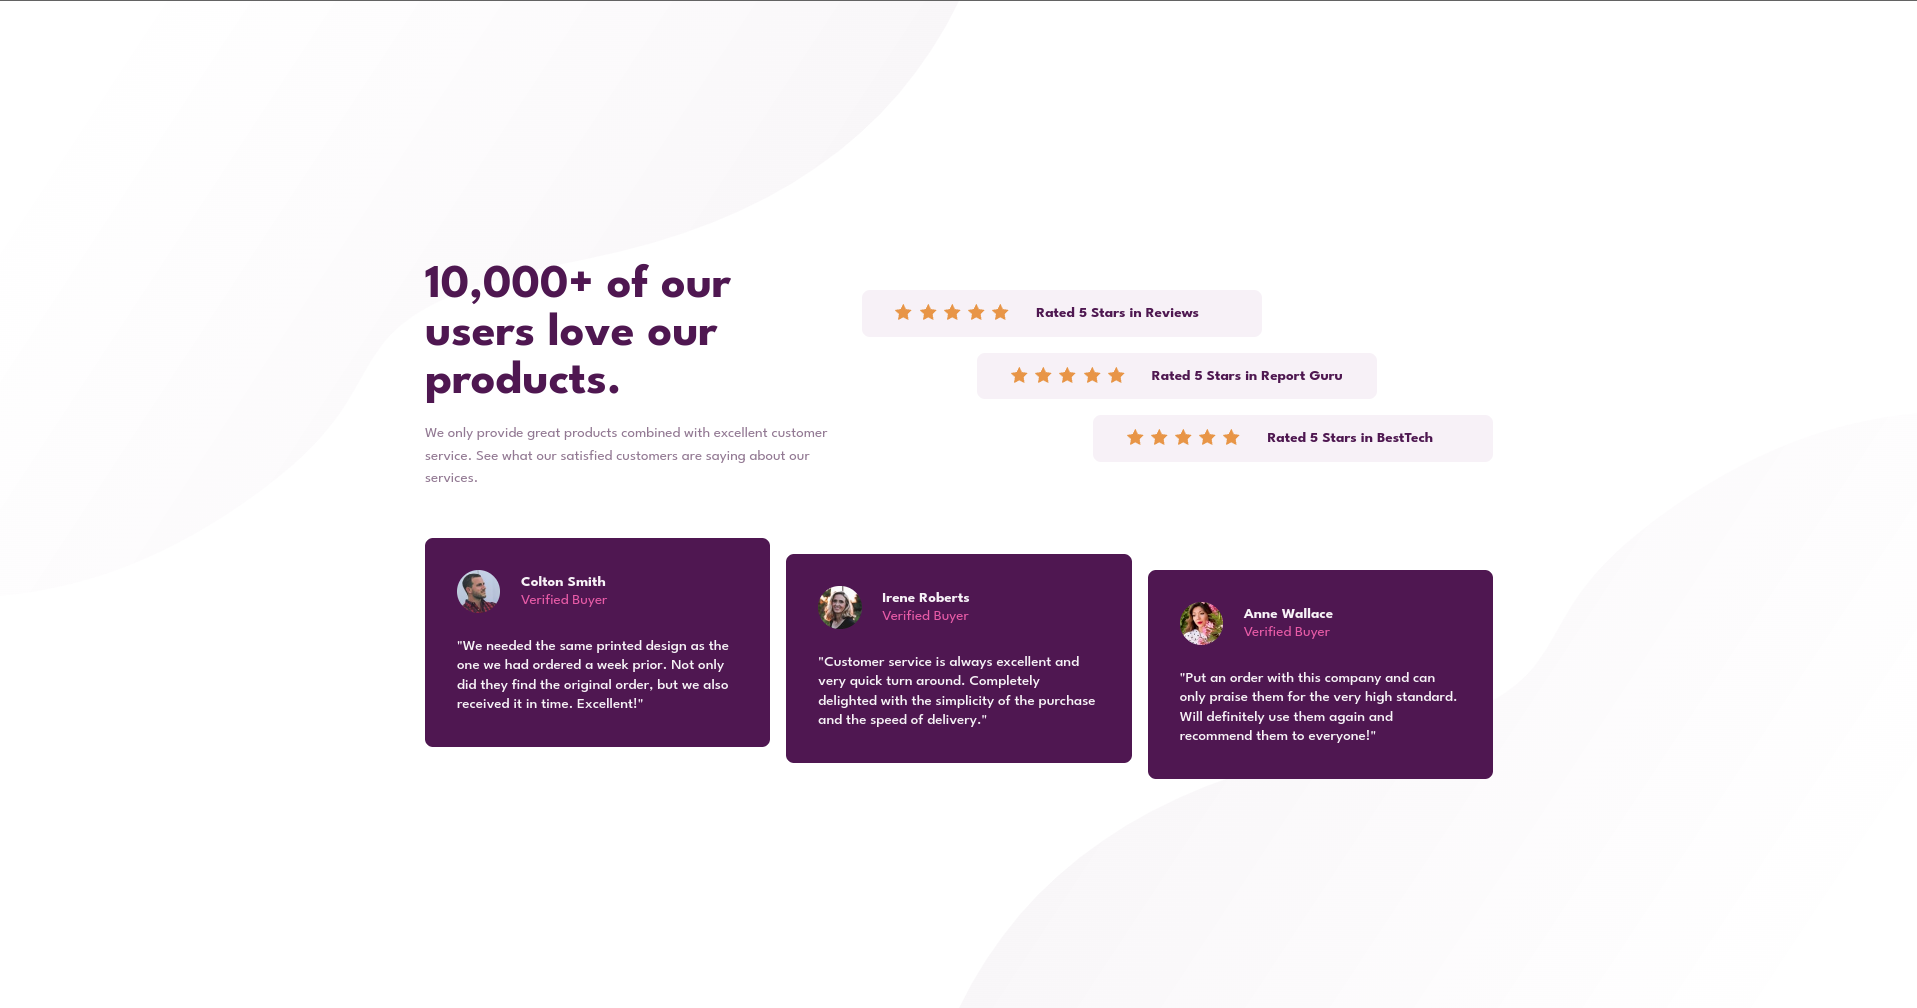 10,000+ of our
users love our
products.
We only provide great products combined with excellent customer
service. See what our satisfied customers are saying about our
services.
Rated 5 Stars in Reviews
Rated 5 Stars in Report Guru
Rated 5 Stars in BestTech
Colton Smith
Verified Buyer
"We needed the same printed design as the
one we had ordered a week prior. Not only
did they find the original order, but we also
received it in time. Excellent!"
Irene Roberts
Verified Buyer
"Customer service is always excellent and
very quick turn around. Completely
delighted with the simplicity of the purchase
and the speed of delivery."
Anne Wallace
Verified Buyer
"Put an order with this company and can
only praise them for the very high standard.
Will definitely use them again and
recommend them to everyone!"